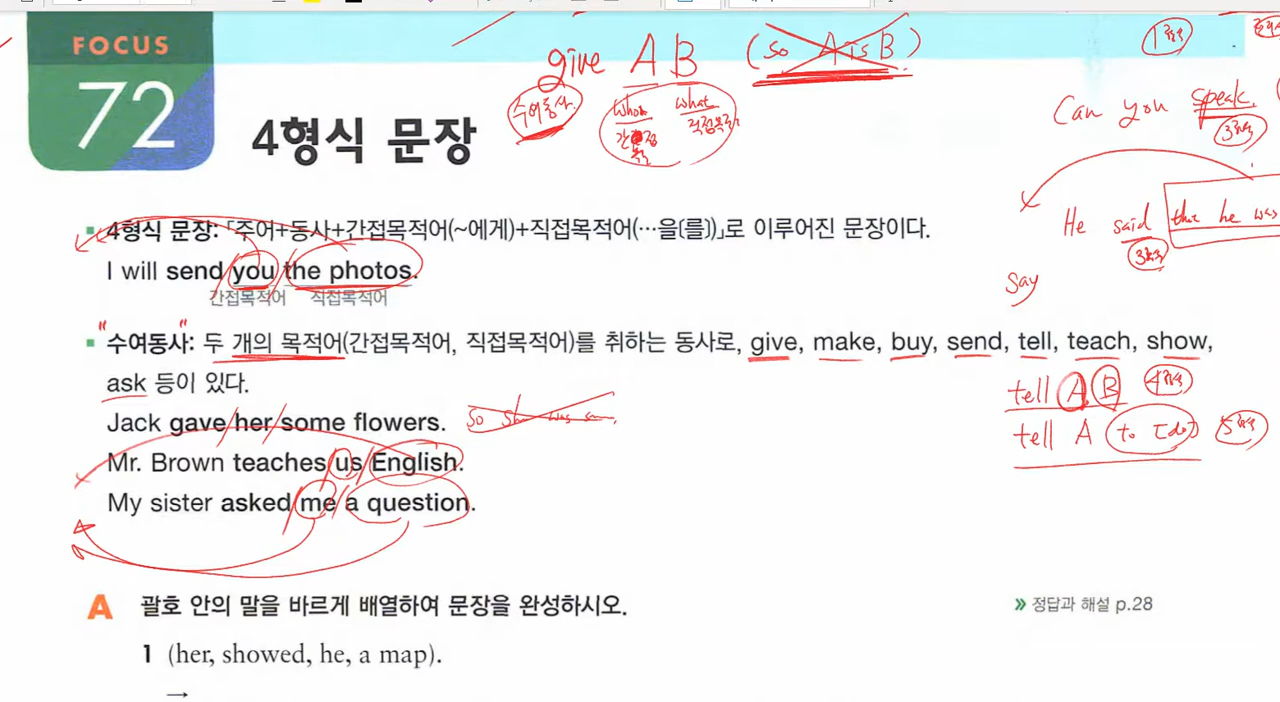 FOCUS
72
4형식 문장
give A B (so A is B)
수여동사
whom what
직접목적어
1형식
Can you speak
3형식
4형식 문장: 「주어+동사+간접목적어(~에게)+직접목적어(…을〔를〕)」로 이루어진 문장이다.
He said that he was
3형식
I will send you the photos.
간접목적어 직접목적어
say
"수여동사": 두 개의 목적어(간접목적어, 직접목적어)를 취하는 동사로, give, make, buy, send, tell, teach, show,
ask 등이 있다.
tell A B 4형식
Jack gave her some flowers.
so she was
tell A to [do] 5형식
Mr. Brown teaches us English.
My sister asked me a question.
A 괄호 안의 말을 바르게 배열하여 문장을 완성하시오.
» 정답과 해설 p.28
1 (her, showed, he, a map).
→